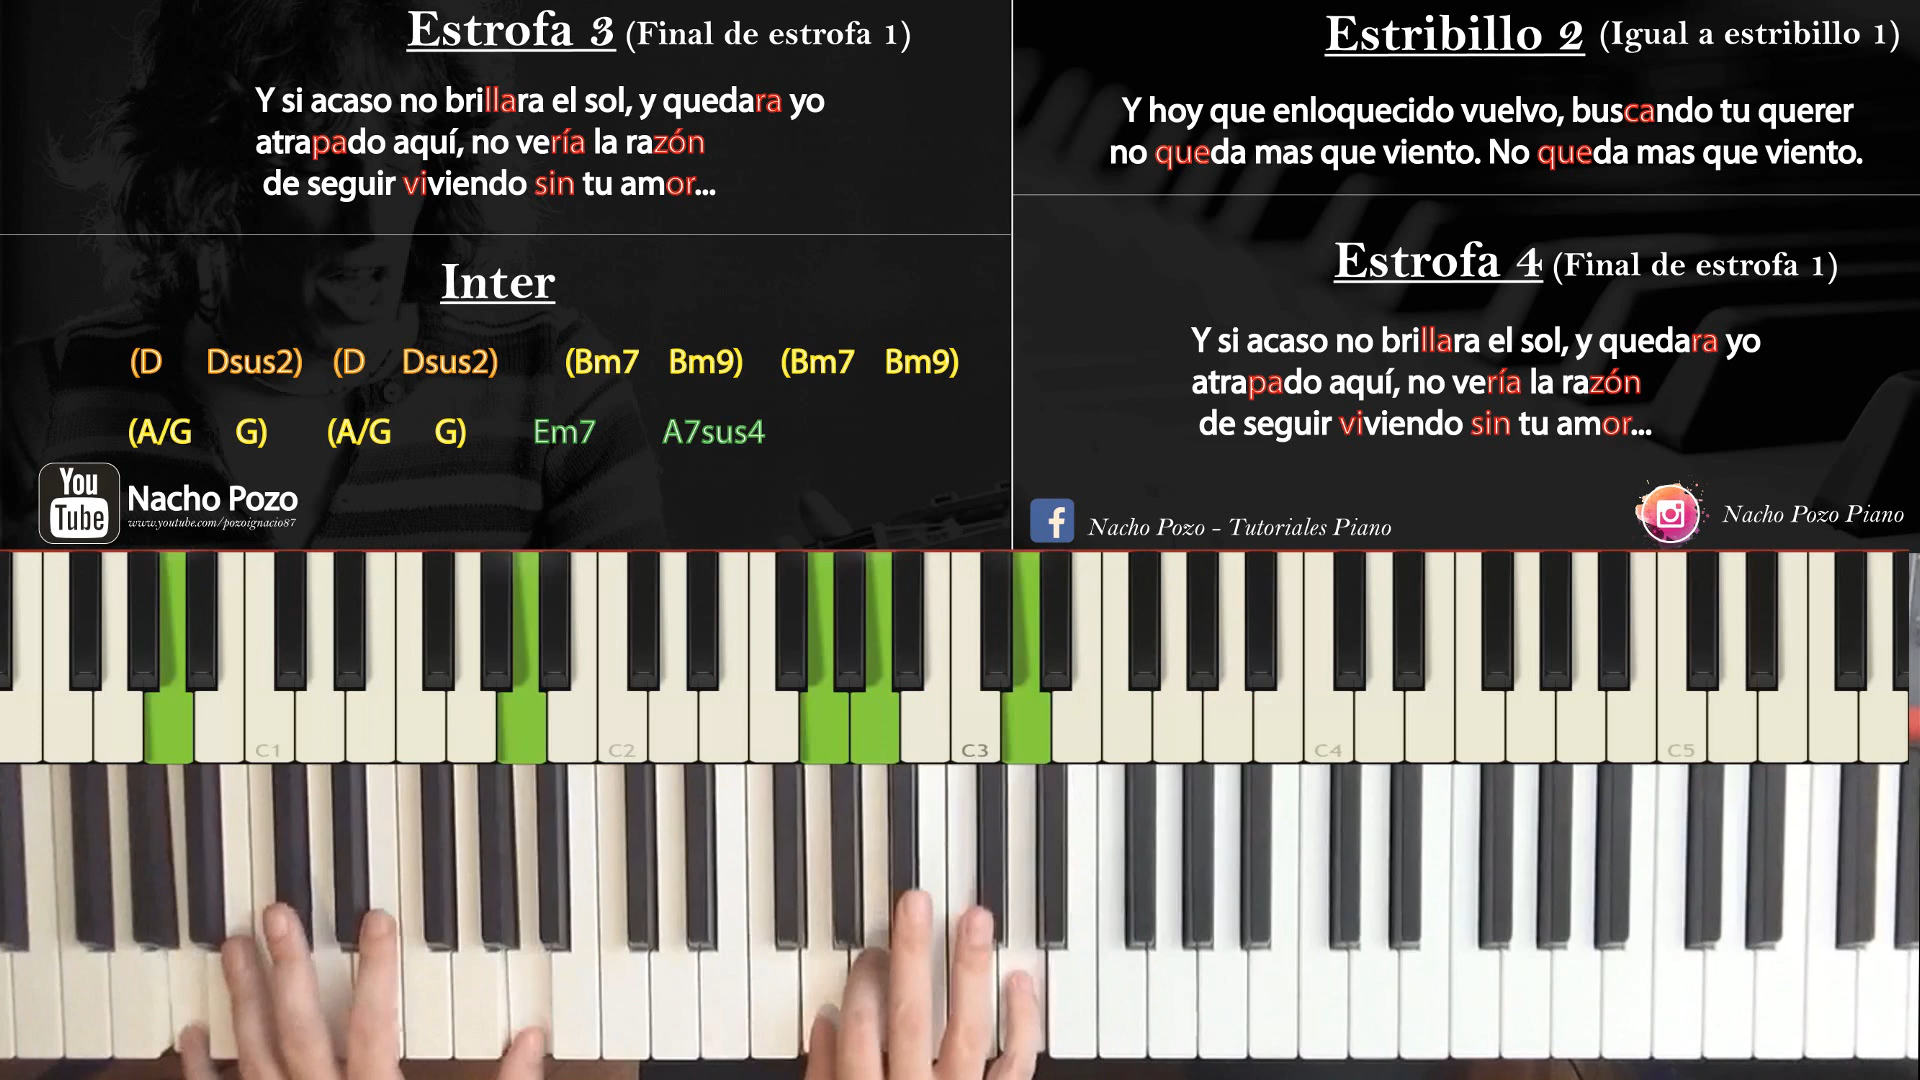 Estrofa 3 (Final de estrofa 1)
Y si acaso no brillara el sol, y quedara yo
atrapado aquí, no vería la razón
de seguir viviendo sin tu amor...
Inter
(D Dsus2) (D Dsus2) (Bm7 Bm9) (Bm7 Bm9)
(A/G G) (A/G G) Em7 A7sus4
You
Tube
Nacho Pozo
www.youtube.com/pozoignacio87
Estribillo 2 (Igual a estribillo 1)
Y hoy que enloquecido vuelvo, buscando tu querer
no queda mas que viento. No queda mas que viento.
Estrofa 4 (Final de estrofa 1)
Y si acaso no brillara el sol, y quedara yo
atrapado aquí, no vería la razón
de seguir viviendo sin tu amor...
f
Nacho Pozo - Tutoriales Piano
Nacho Pozo Piano
C1 C2 C3 C4 C5